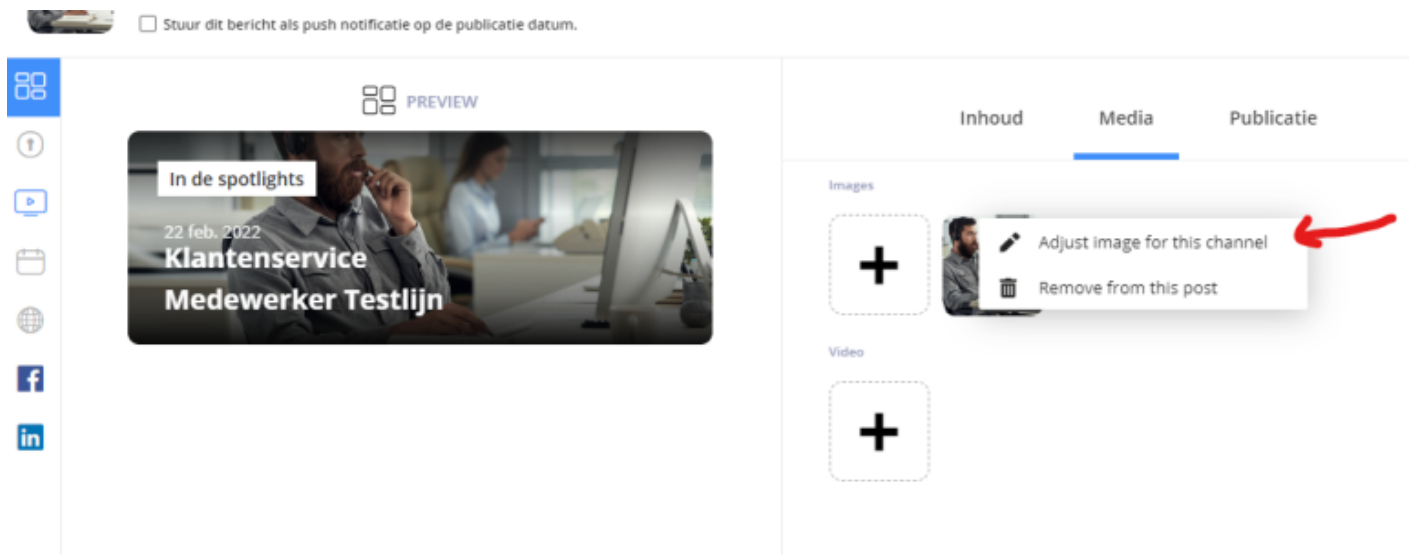 Stuur dit bericht als push notificatie op de publicatie datum.
PREVIEW
In de spotlights
22 feb. 2022
Klantenservice
Medewerker Testlijn
Inhoud Media Publicatie
Images
Adjust image for this channel
Remove from this post
Video
f
in